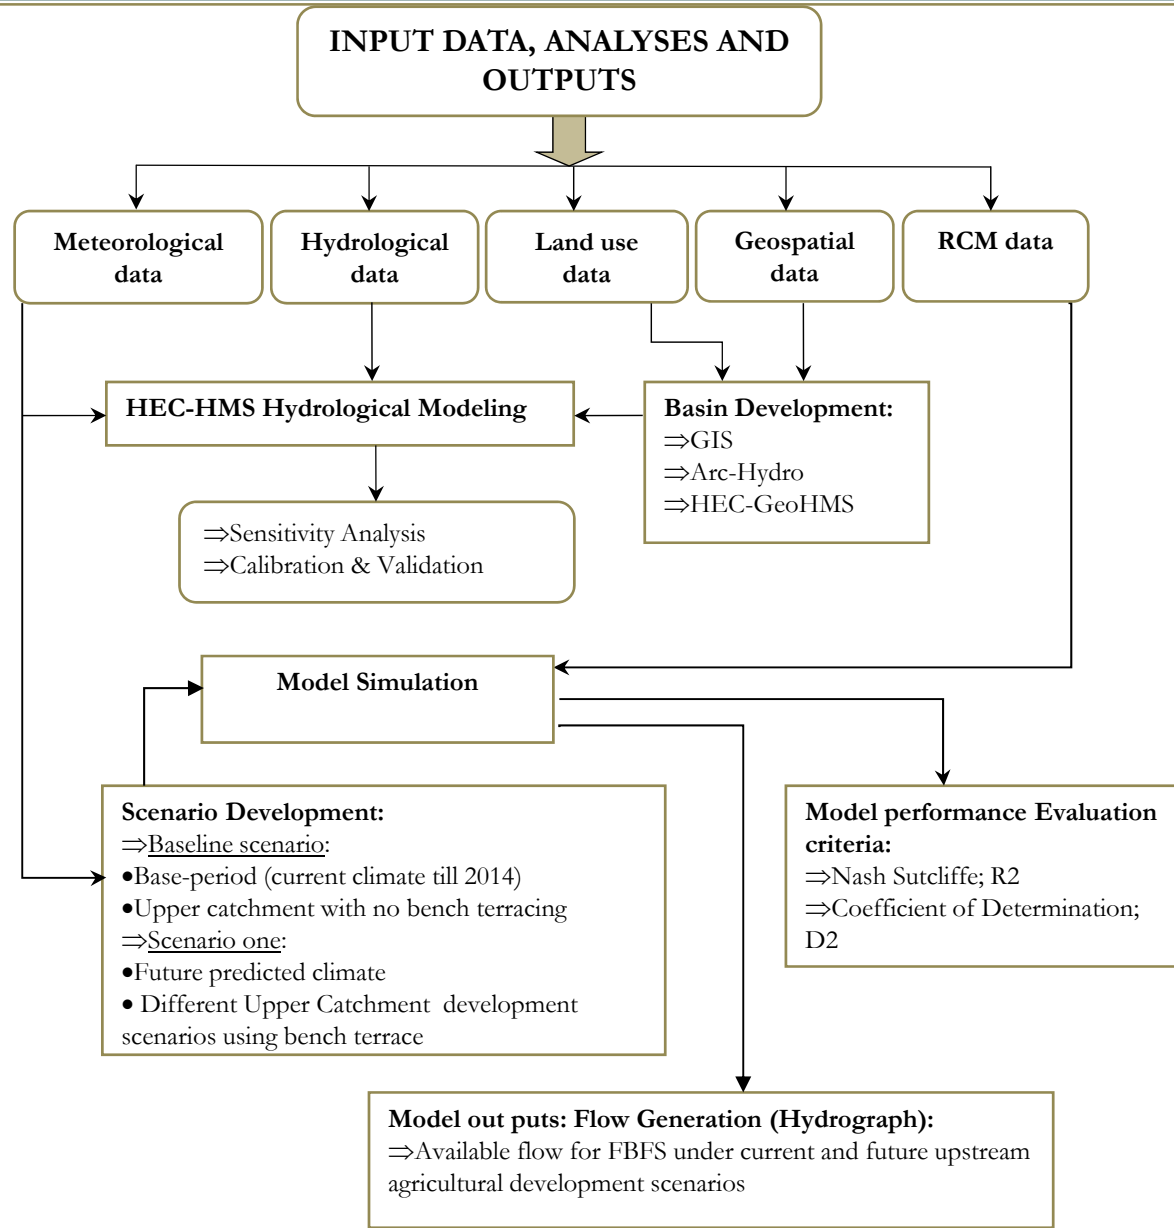 INPUT DATA, ANALYSES AND
OUTPUTS
Meteorological
data
Hydrological
data
Land use
data
Geospatial
data
RCM data
HEC-HMS Hydrological Modeling
Basin Development:
⇒GIS
⇒Arc-Hydro
⇒HEC-GeoHMS
⇒Sensitivity Analysis
⇒Calibration & Validation
Model Simulation
Scenario Development:
⇒Baseline scenario:
•Base-period (current climate till 2014)
•Upper catchment with no bench terracing
⇒Scenario one:
•Future predicted climate
• Different Upper Catchment development
scenarios using bench terrace
Model performance Evaluation
criteria:
⇒Nash Sutcliffe; R2
⇒Coefficient of Determination;
D2
Model out puts: Flow Generation (Hydrograph):
⇒Available flow for FBFS under current and future upstream
agricultural development scenarios